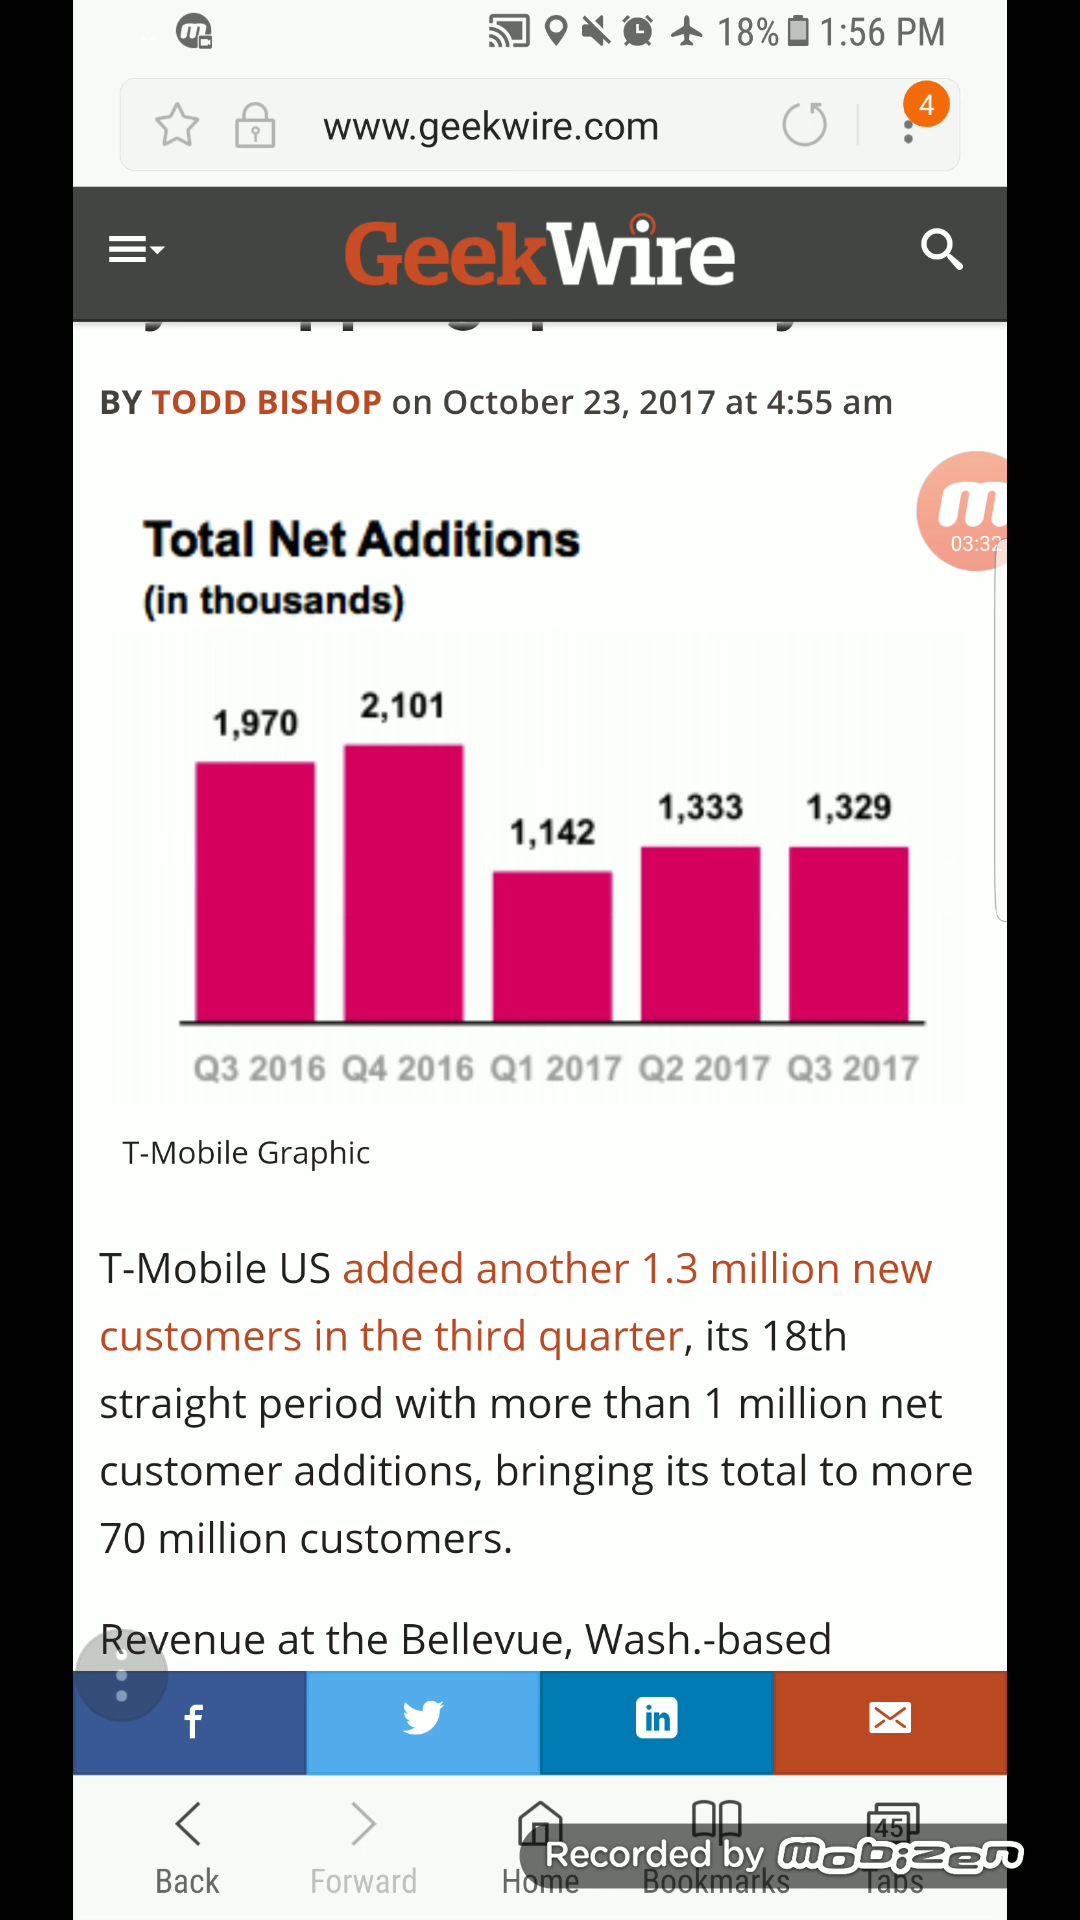 18% 1:56 PM
www.geekwire.com
4
GeekWire
BY TODD BISHOP on October 23, 2017 at 4:55 am
m
03:32
Total Net Additions
(in thousands)
1,970 2,101 1,142 1,333 1,329
Q3 2016 Q4 2016 Q1 2017 Q2 2017 Q3 2017
T-Mobile Graphic
T-Mobile US added another 1.3 million new
customers in the third quarter, its 18th
straight period with more than 1 million net
customer additions, bringing its total to more
70 million customers.
Revenue at the Bellevue, Wash.-based
f in
45
Recorded by mobizen
Back Forward Home Bookmarks Tabs